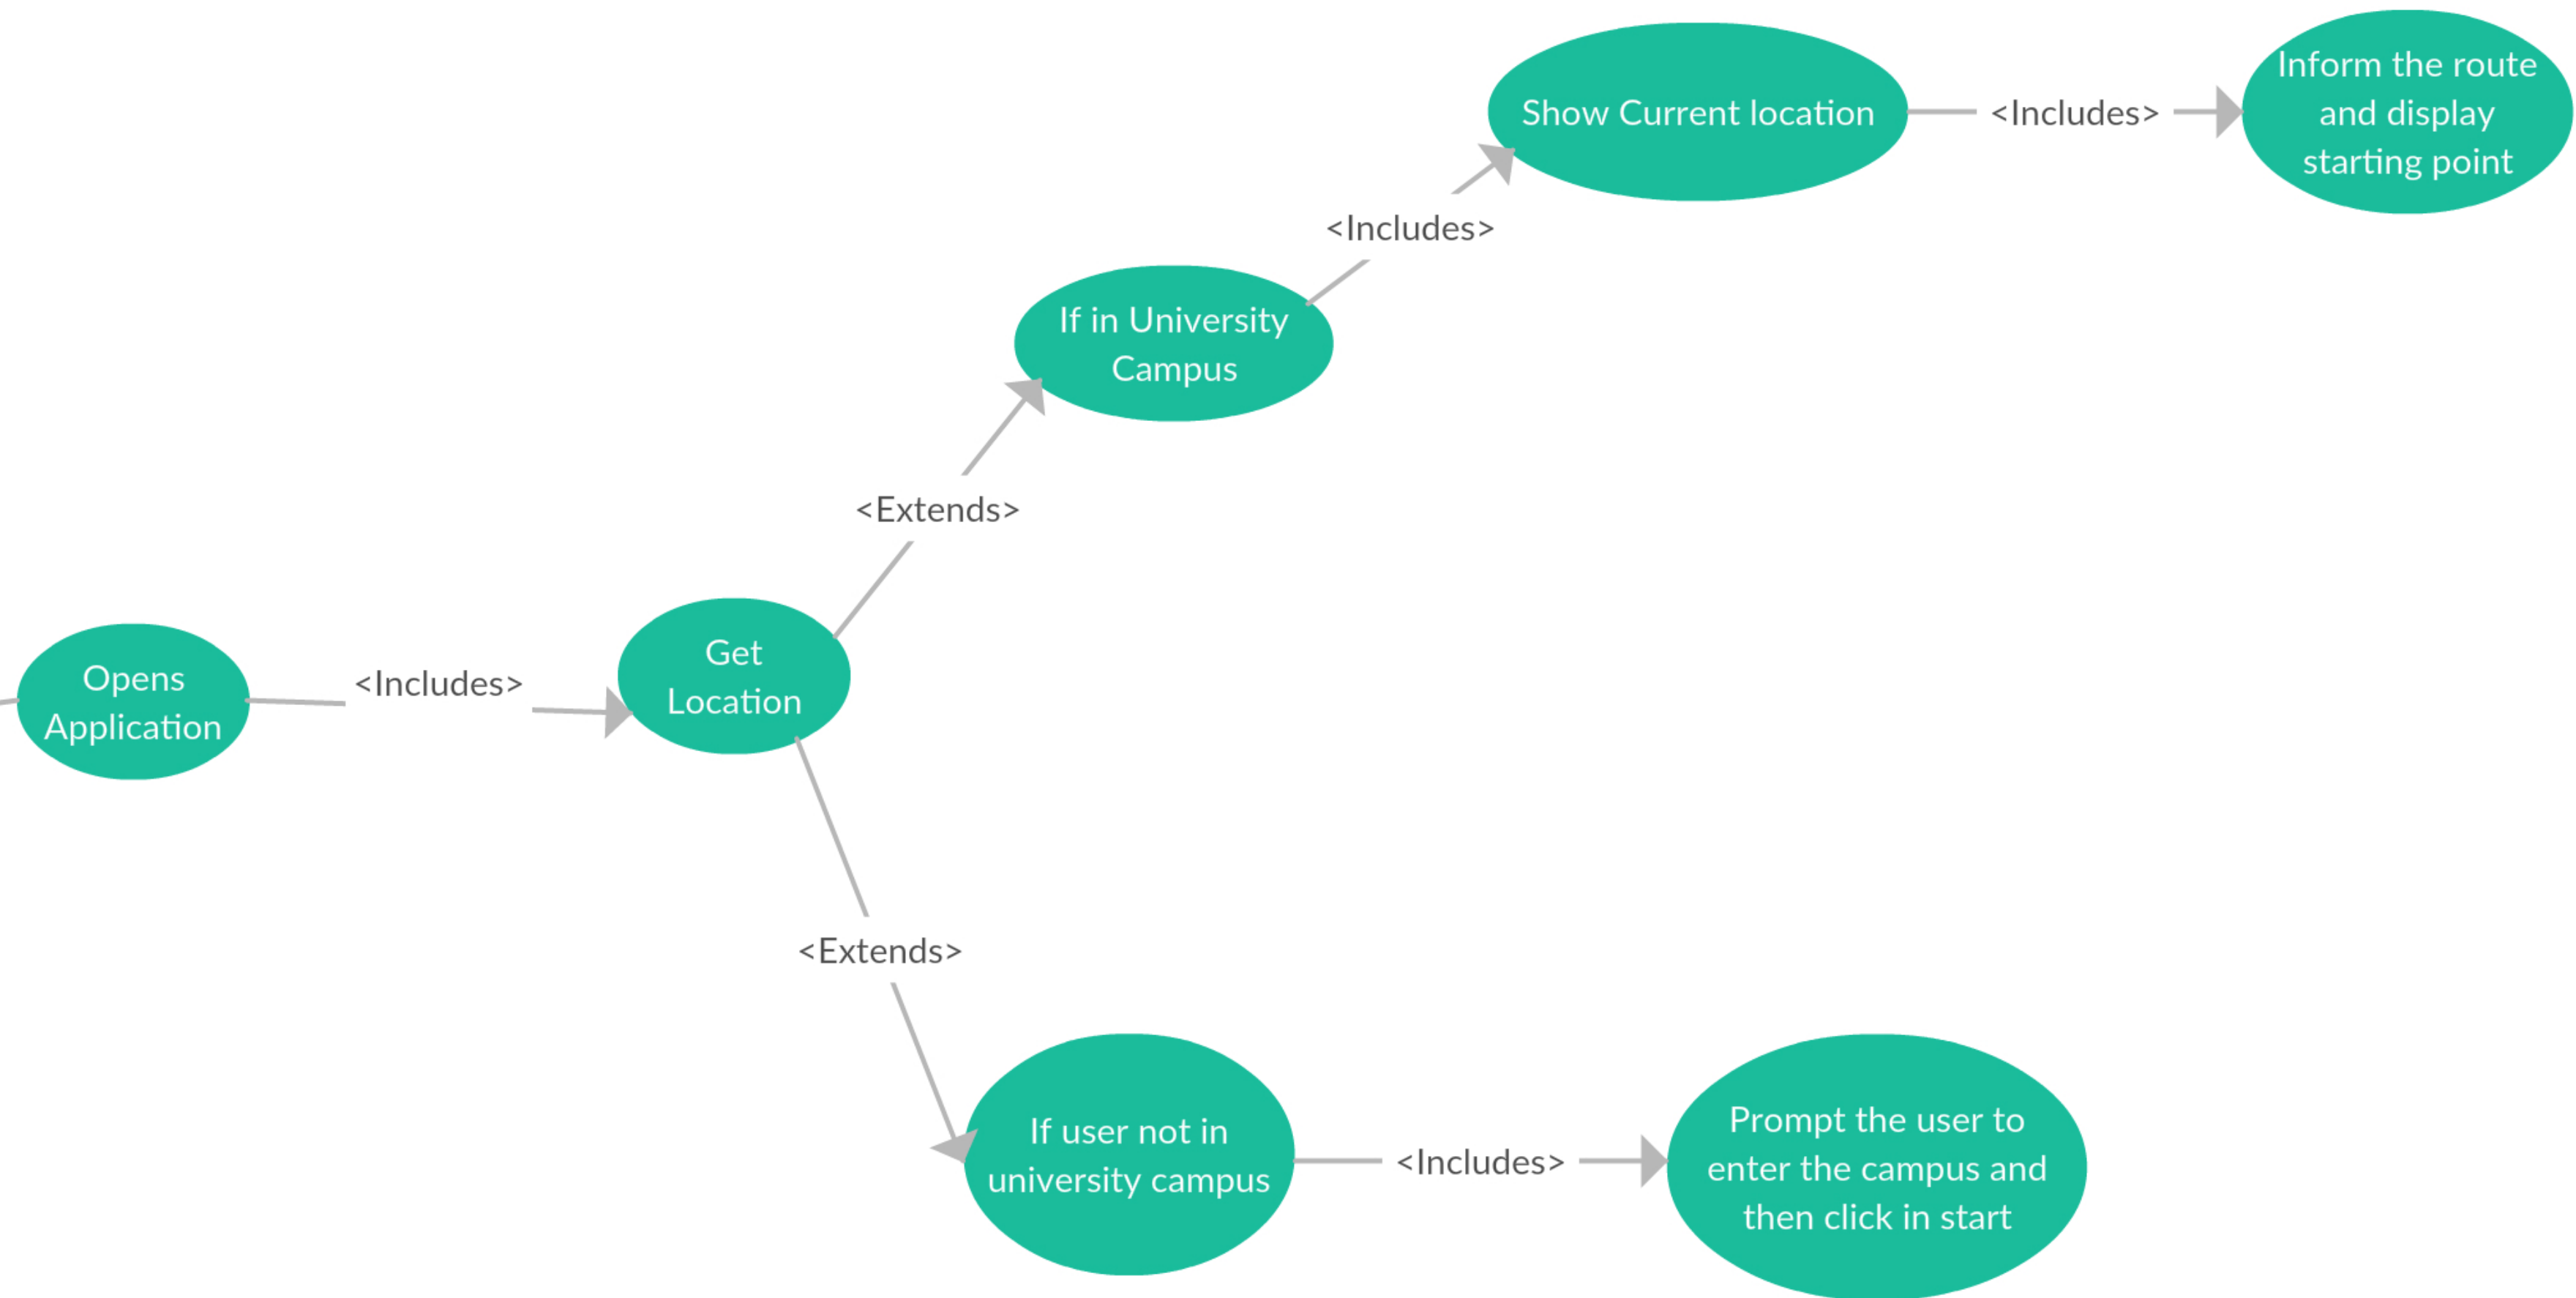 Inform the route
and display
starting point
Show Current location
<Includes>
<Includes>
If in University
Campus
<Extends>
Get
Location
Opens
Application
<Includes>
<Extends>
If user not in
university campus
<Includes>
Prompt the user to
enter the campus and
then click in start